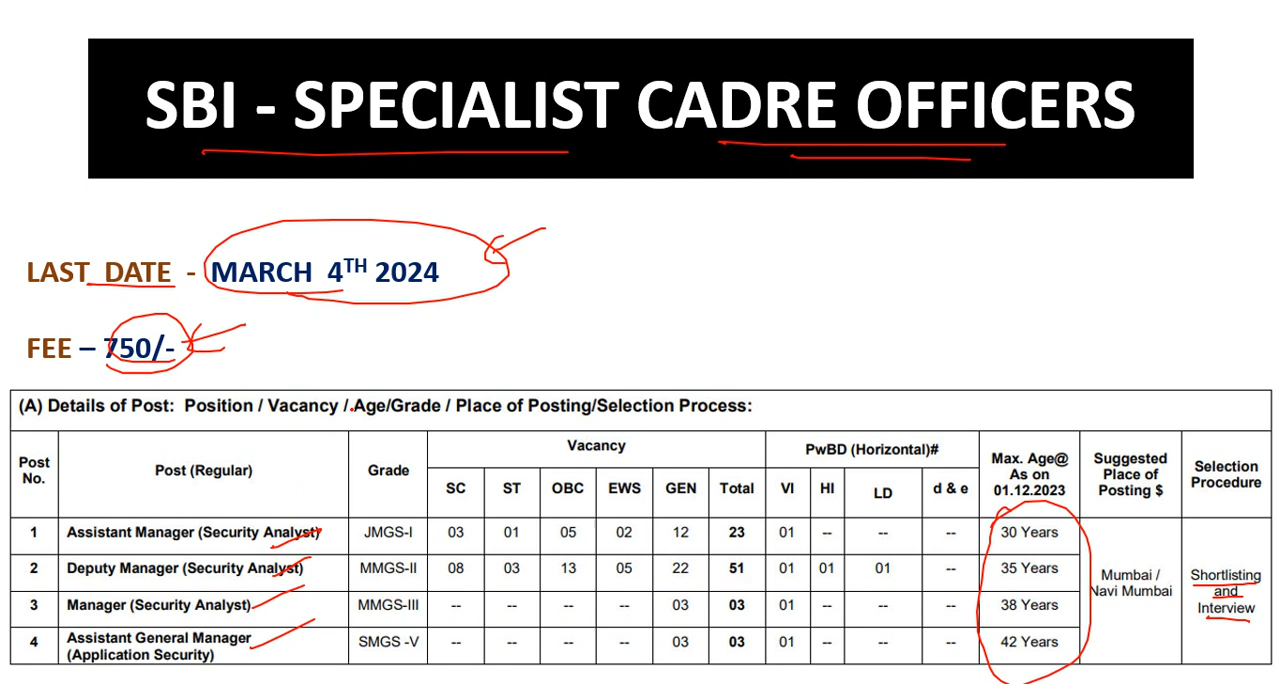 SBI - SPECIALIST CADRE OFFICERS
LAST DATE - MARCH 4TH 2024
FEE – 750/-
(A) Details of Post: Position / Vacancy / Age/Grade / Place of Posting/Selection Process:
Post No. Post (Regular) Grade Vacancy PwBD (Horizontal)# Max. Age@ As on 01.12.2023 Suggested Place of Posting $ Selection Procedure
SC ST OBC EWS GEN Total VI HI LD d & e
1 Assistant Manager (Security Analyst) JMGS-I 03 01 05 02 12 23 01 -- -- -- 30 Years
2 Deputy Manager (Security Analyst) MMGS-II 08 03 13 05 22 51 01 01 01 -- 35 Years
3 Manager (Security Analyst) MMGS-III -- -- -- -- 03 03 01 -- -- -- 38 Years
4 Assistant General Manager (Application Security) SMGS -V -- -- -- -- 03 03 01 -- -- -- 42 Years
Mumbai / Navi Mumbai
Shortlisting and Interview